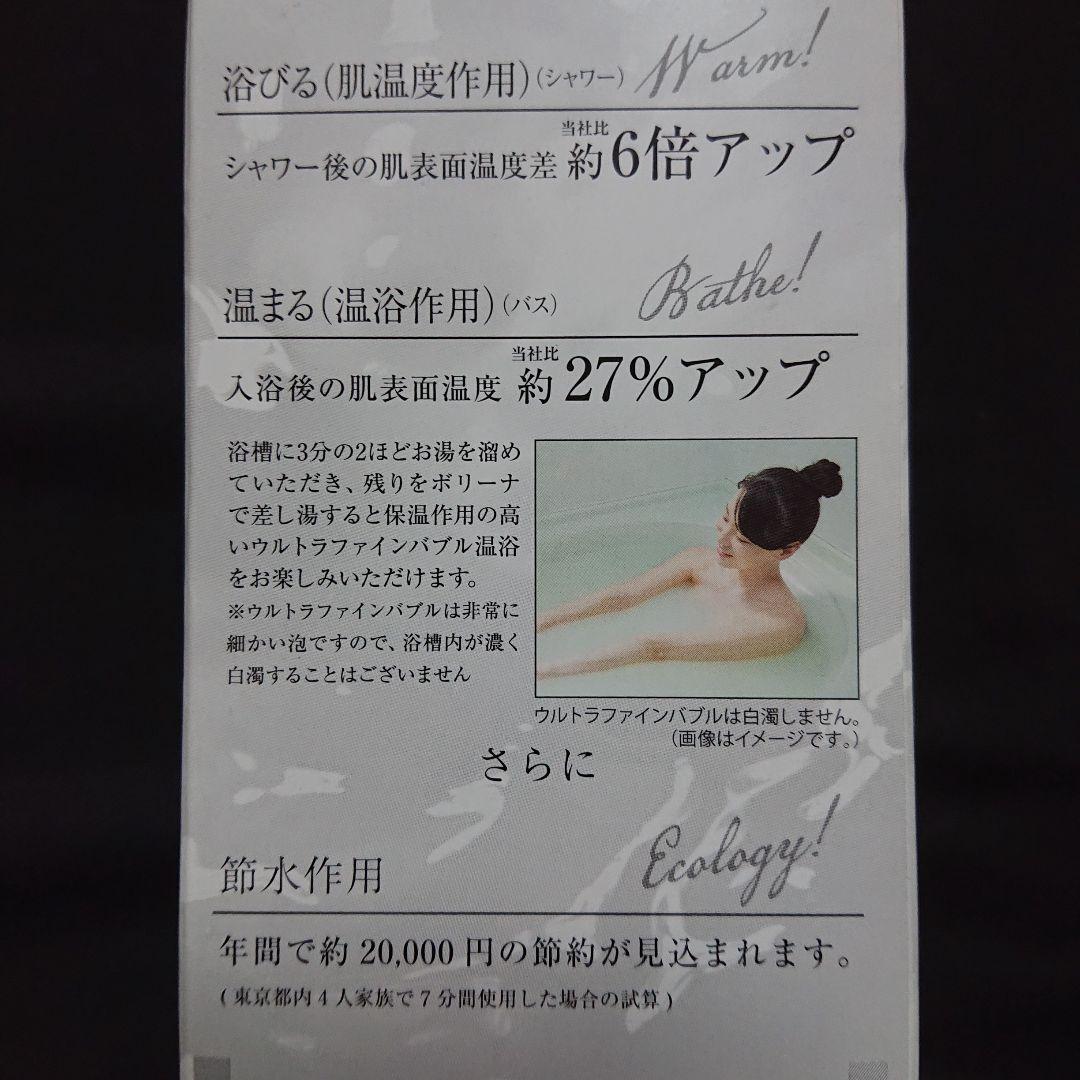 浴びる(肌温度作用)(シャワー) Warm!
シャワー後の肌表面温度差 当社比 約6倍アップ
Bathe!
温まる(温浴作用)(バス)
入浴後の肌表面温度 当社比 約27%アップ
浴槽に3分の2ほどお湯を溜め
ていただき、残りをボリーナ
で差し湯すると保温作用の高
いウルトラファインバブル温浴
をお楽しみいただけます。
※ウルトラファインバブルは非常に
細かい泡ですので、浴槽内が濃く
白濁することはございません
ウルトラファインバブルは白濁しません。
(画像はイメージです。)
さらに
Ecology!
節水作用
年間で約20,000円の節約が見込まれます。
(東京都内4人家族で7分間使用した場合の試算)